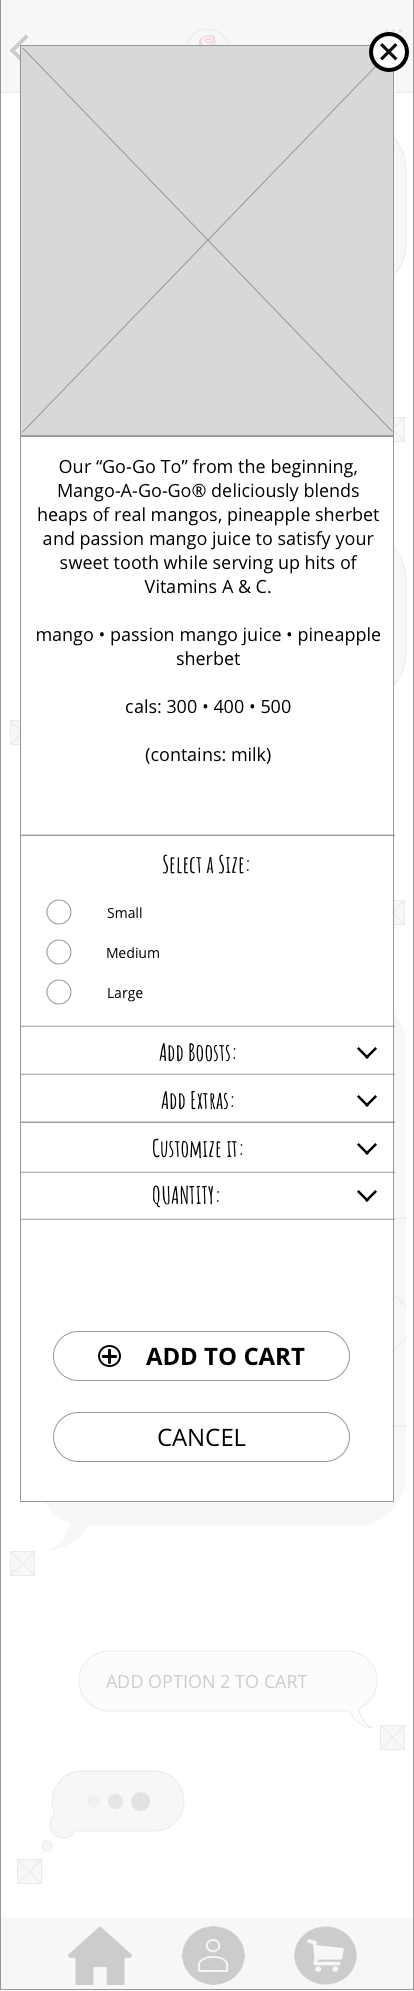 Our “Go-Go To” from the beginning,
Mango-A-Go-Go® deliciously blends
heaps of real mangos, pineapple sherbet
and passion mango juice to satisfy your
sweet tooth while serving up hits of
Vitamins A & C.
mango • passion mango juice • pineapple
sherbet
cals: 300 • 400 • 500
(contains: milk)
Select a Size:
Small
Medium
Large
Add Boosts:
Add Extras:
Customize it:
QUANTITY:
ADD TO CART
CANCEL
ADD OPTION 2 TO CART